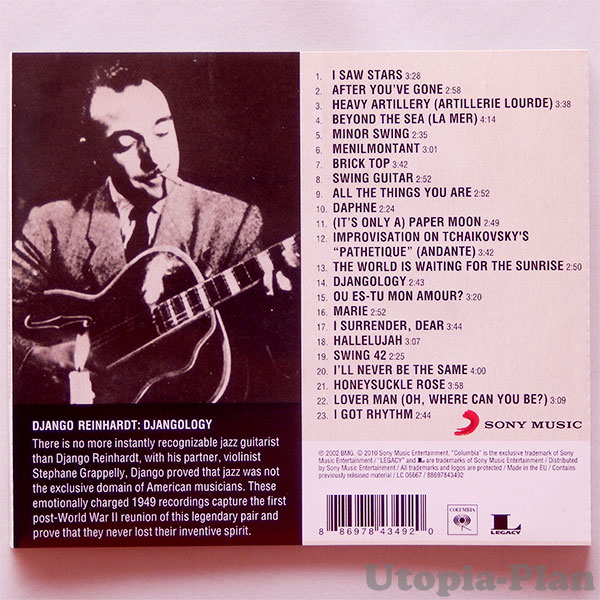 1. I SAW STARS 3:28
2. AFTER YOU'VE GONE 2:58
3. HEAVY ARTILLERY (ARTILLERIE LOURDE) 3:38
4. BEYOND THE SEA (LA MER) 4:14
5. MINOR SWING 2:35
6. MENILMONTANT 3:01
7. BRICK TOP 3:42
8. SWING GUITAR 2:52
9. ALL THE THINGS YOU ARE 2:52
10. DAPHNE 2:24
11. (IT'S ONLY A) PAPER MOON 2:49
12. IMPROVISATION ON TCHAIKOVSKY'S
"PATHETIQUE" (ANDANTE) 3:42
13. THE WORLD IS WAITING FOR THE SUNRISE 2:50
14. DJANGOLOGY 2:43
15. OU ES-TU MON AMOUR? 3:20
16. MARIE 2:52
17. I SURRENDER, DEAR 3:44
18. HALLELUJAH 3:07
19. SWING 42 2:25
20. I'LL NEVER BE THE SAME 4:00
21. HONEYSUCKLE ROSE 3:58
22. LOVER MAN (OH, WHERE CAN YOU BE?) 3:09
23. I GOT RHYTHM 2:44
SONY MUSIC
DJANGO REINHARDT: DJANGOLOGY
There is no more instantly recognizable jazz guitarist
than Django Reinhardt, with his partner, violinist
Stephane Grappelly, Django proved that jazz was not
the exclusive domain of American musicians. These
emotionally charged 1949 recordings capture the first
post-World War II reunion of this legendary pair and
prove that they never lost their inventive spirit.
℗ 2002 BMG. © 2010 Sony Music Entertainment. "Columbia" is the exclusive trademark of Sony
Music Entertainment / "LEGACY" and L are trademarks of Sony Music Entertainment / Distributed
by Sony Music Entertainment / All trademarks and logos are protected / Made in the EU / Contains
previously released material / LC 06667 / 88697843492
8 86978 43492 0
COLUMBIA
L
LEGACY
Utopia-Plan